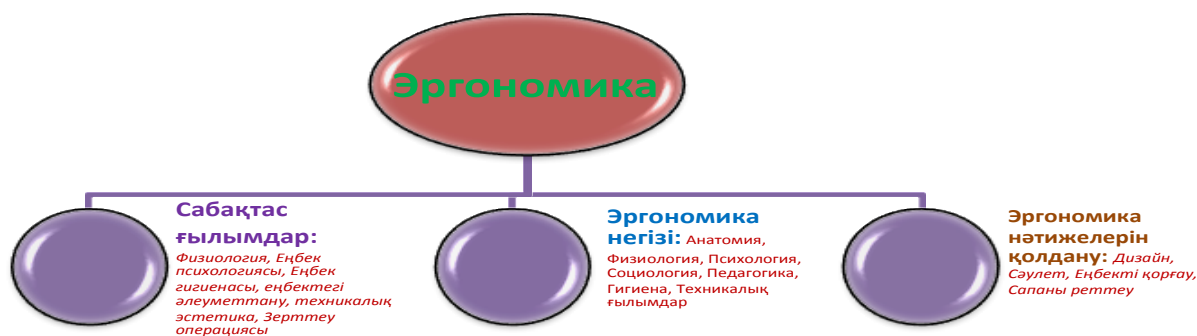 Эргономика
Сабақтас
ғылымдар:
Физиология, Еңбек
психологиясы, Еңбек
гигиенасы, еңбектегі
әлеуметтану, техникалық
эстетика, Зерттеу
операциясы
Эргономика
негізі: Анатомия,
Физиология, Психология,
Социология, Педагогика,
Гигиена, Техникалық
ғылымдар
Эргономика
нәтижелерін
қолдану: Дизайн,
Сәулет, Еңбекті қорғау,
Сапаны реттеу